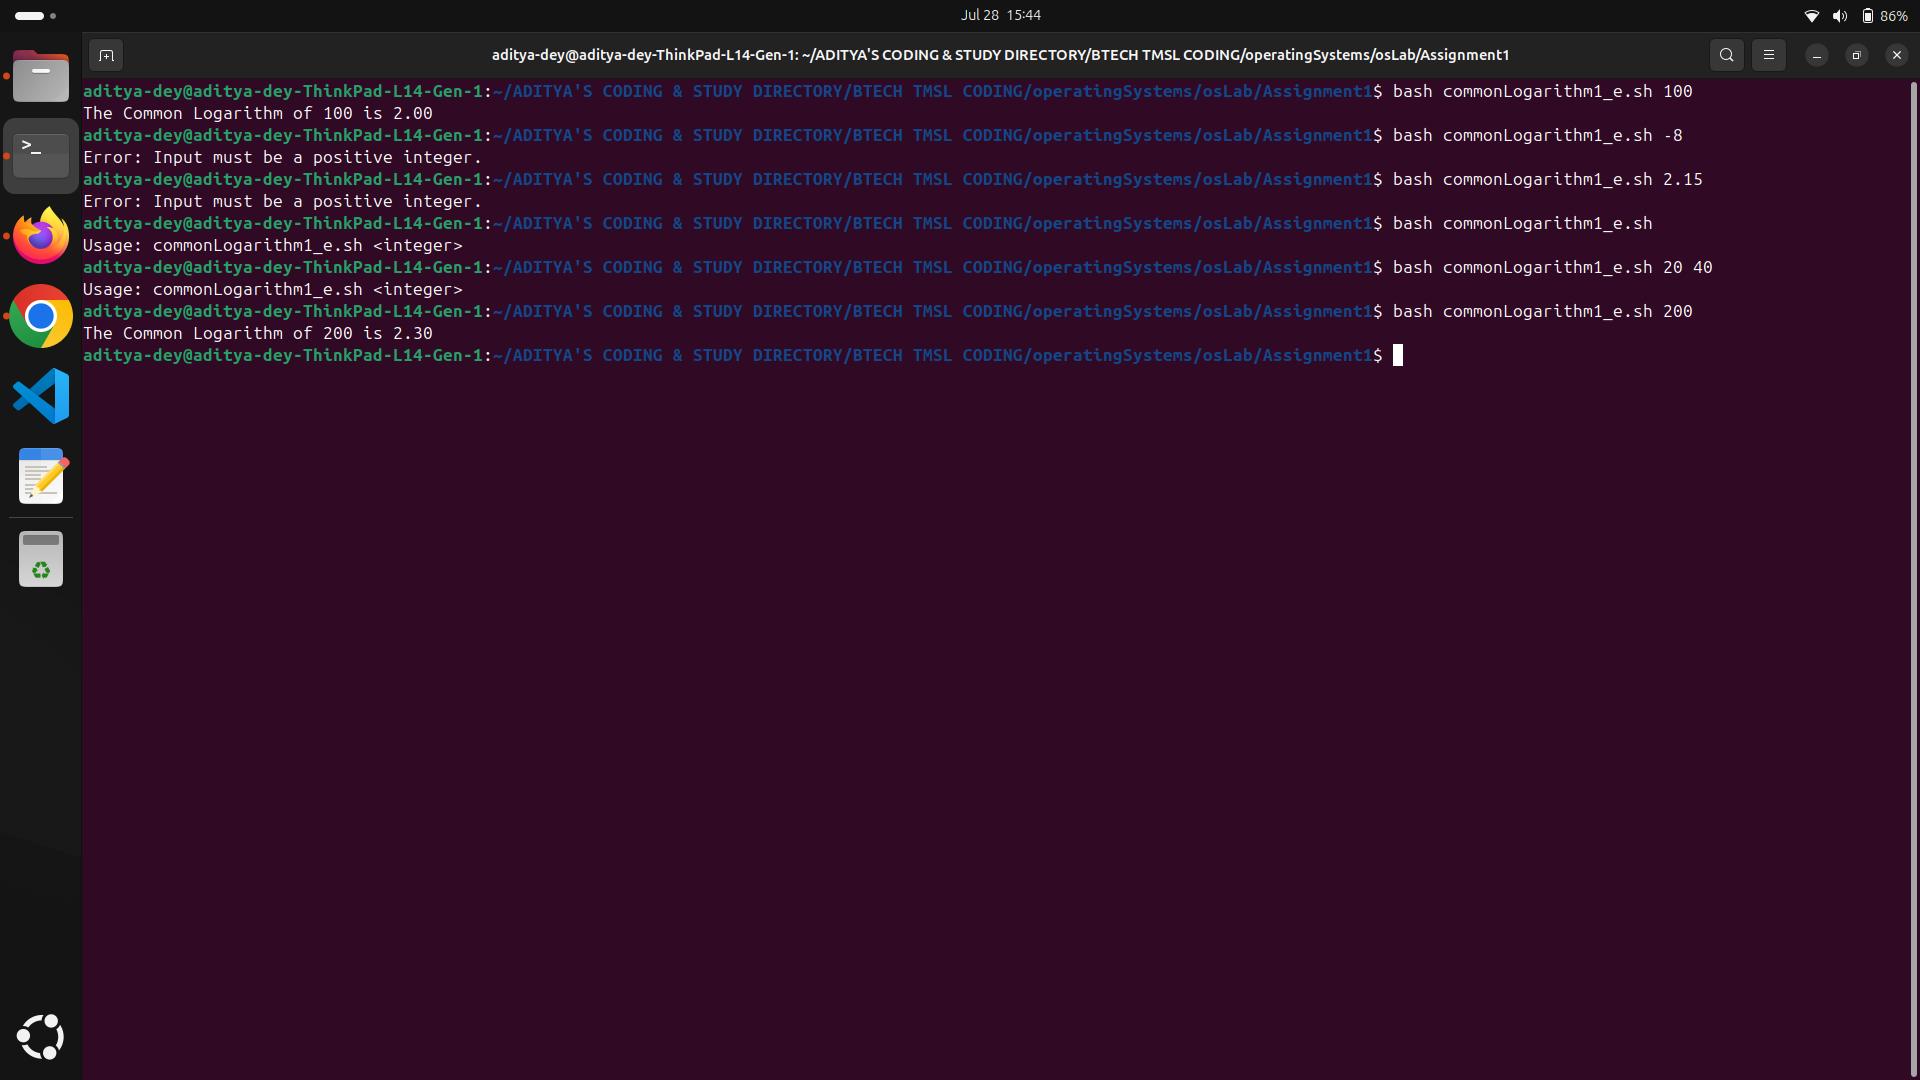 Jul 28 15:44
86%
aditya-dey@aditya-dey-ThinkPad-L14-Gen-1: ~/ADITYA'S CODING & STUDY DIRECTORY/BTECH TMSL CODING/operatingSystems/osLab/Assignment1
aditya-dey@aditya-dey-ThinkPad-L14-Gen-1:~/ADITYA'S CODING & STUDY DIRECTORY/BTECH TMSL CODING/operatingSystems/osLab/Assignment1$ bash commonLogarithm1_e.sh 100
The Common Logarithm of 100 is 2.00
aditya-dey@aditya-dey-ThinkPad-L14-Gen-1:~/ADITYA'S CODING & STUDY DIRECTORY/BTECH TMSL CODING/operatingSystems/osLab/Assignment1$ bash commonLogarithm1_e.sh -8
Error: Input must be a positive integer.
aditya-dey@aditya-dey-ThinkPad-L14-Gen-1:~/ADITYA'S CODING & STUDY DIRECTORY/BTECH TMSL CODING/operatingSystems/osLab/Assignment1$ bash commonLogarithm1_e.sh 2.15
Error: Input must be a positive integer.
aditya-dey@aditya-dey-ThinkPad-L14-Gen-1:~/ADITYA'S CODING & STUDY DIRECTORY/BTECH TMSL CODING/operatingSystems/osLab/Assignment1$ bash commonLogarithm1_e.sh
Usage: commonLogarithm1_e.sh <integer>
aditya-dey@aditya-dey-ThinkPad-L14-Gen-1:~/ADITYA'S CODING & STUDY DIRECTORY/BTECH TMSL CODING/operatingSystems/osLab/Assignment1$ bash commonLogarithm1_e.sh 20 40
Usage: commonLogarithm1_e.sh <integer>
aditya-dey@aditya-dey-ThinkPad-L14-Gen-1:~/ADITYA'S CODING & STUDY DIRECTORY/BTECH TMSL CODING/operatingSystems/osLab/Assignment1$ bash commonLogarithm1_e.sh 200
The Common Logarithm of 200 is 2.30
aditya-dey@aditya-dey-ThinkPad-L14-Gen-1:~/ADITYA'S CODING & STUDY DIRECTORY/BTECH TMSL CODING/operatingSystems/osLab/Assignment1$
>_